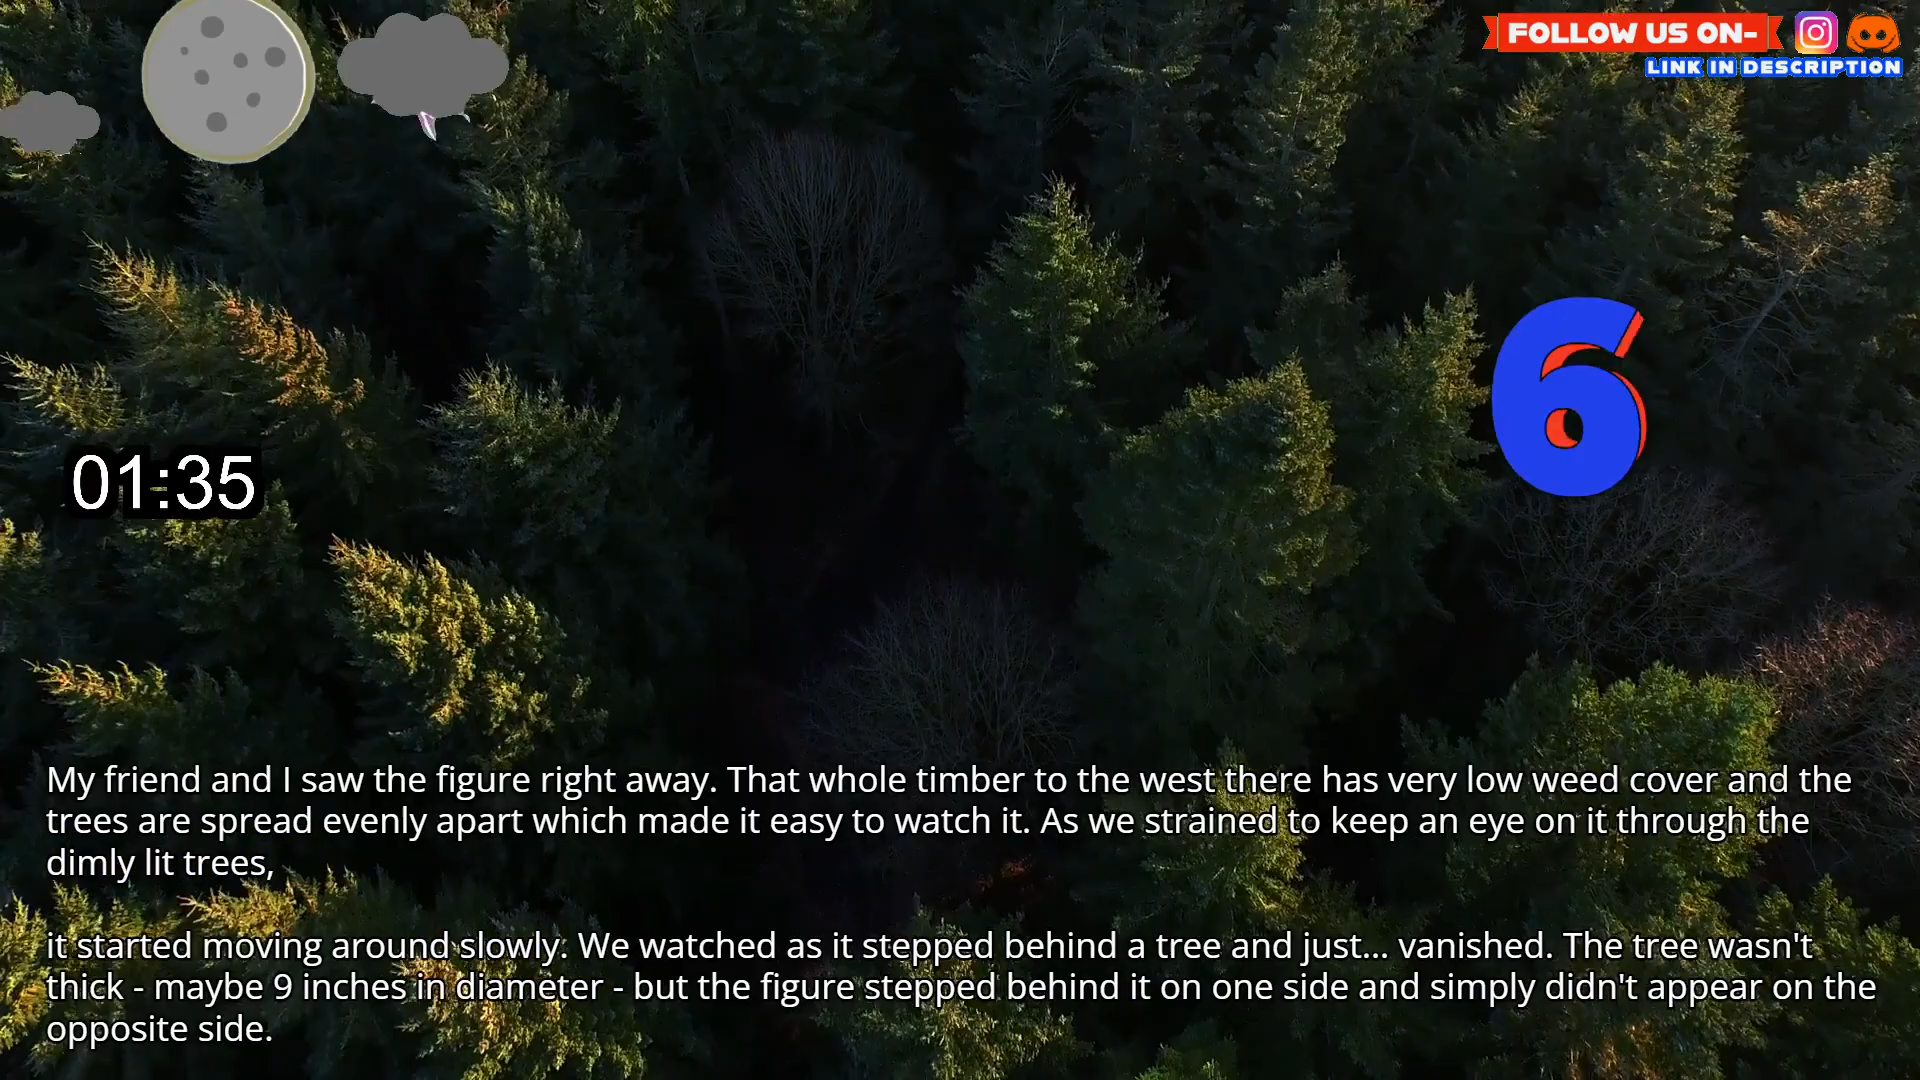 FOLLOW US ON-
LINK IN DESCRIPTION
6
01:35
My friend and I saw the figure right away. That whole timber to the west there has very low weed cover and the
trees are spread evenly apart which made it easy to watch it. As we strained to keep an eye on it through the
dimly lit trees,
it started moving around slowly. We watched as it stepped behind a tree and just... vanished. The tree wasn't
thick - maybe 9 inches in diameter - but the figure stepped behind it on one side and simply didn't appear on the
opposite side.